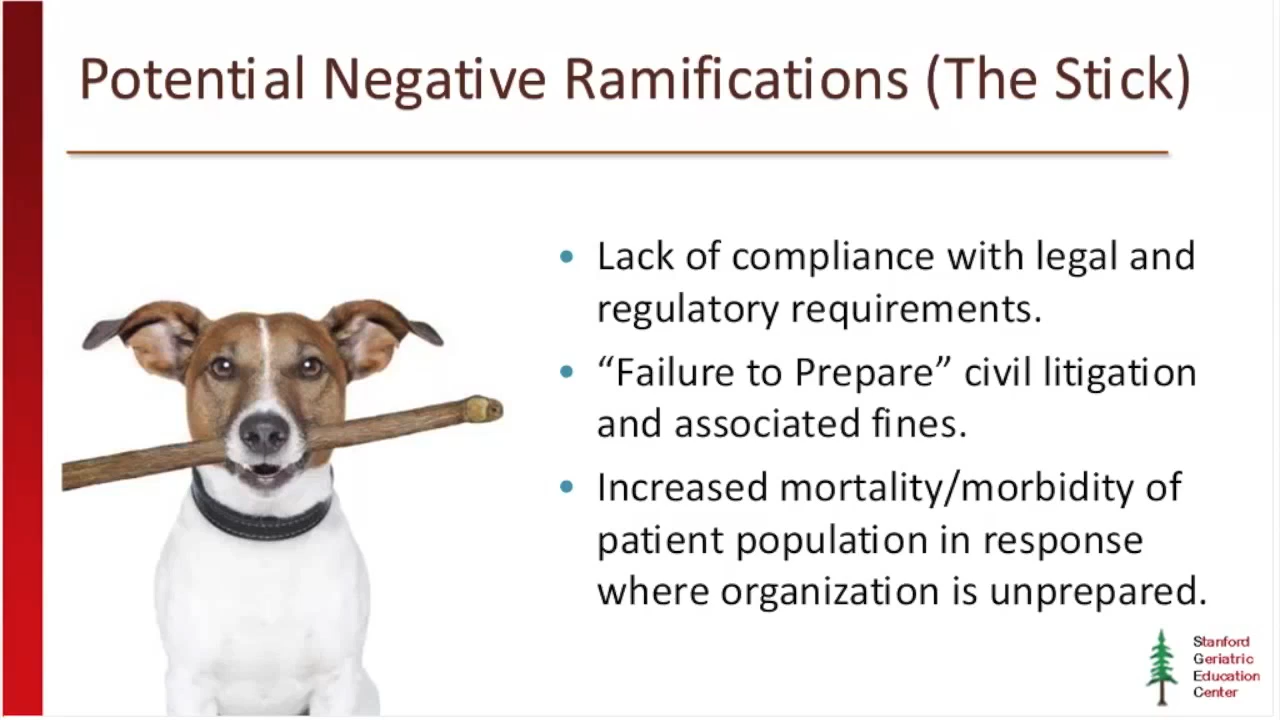 Potential Negative Ramifications (The Stick)
• Lack of compliance with legal and
regulatory requirements.
• “Failure to Prepare” civil litigation
and associated fines.
• Increased mortality/morbidity of
patient population in response
where organization is unprepared.
Stanford
Geriatric
Education
Center